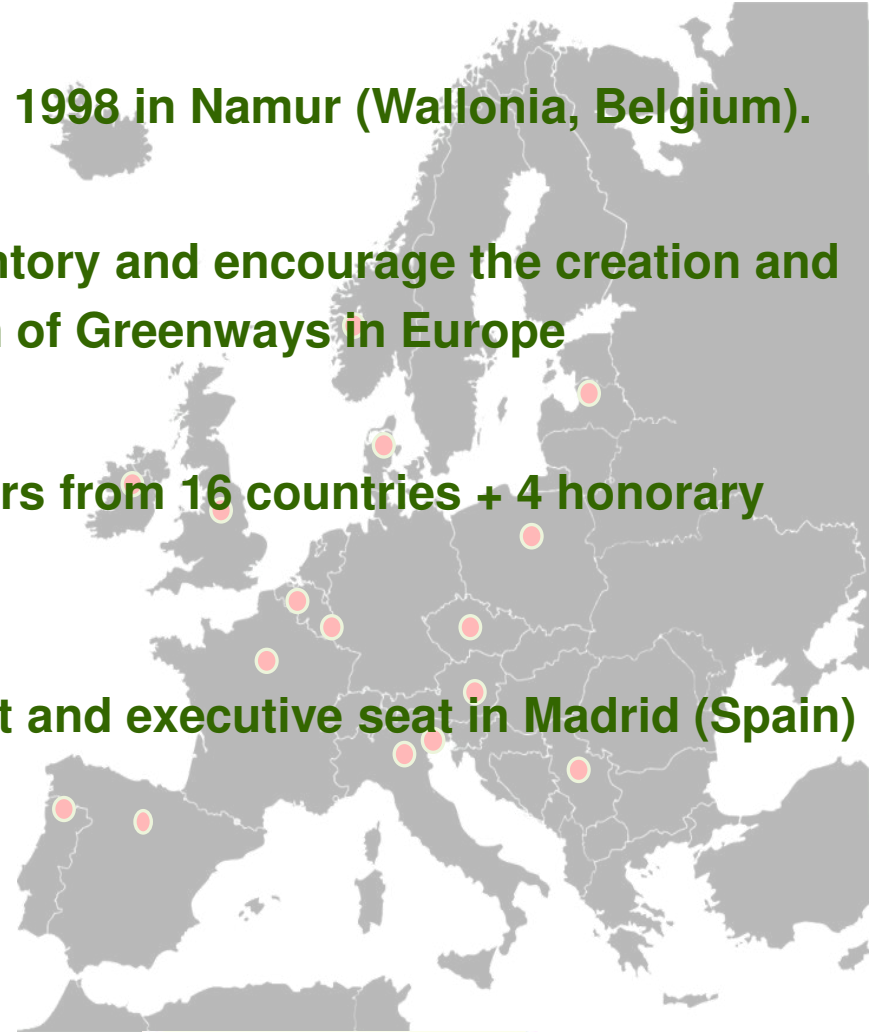 1998 in Namur (Wallonia, Belgium).
ntory and encourage the creation and
of Greenways in Europe
rs from 16 countries + 4 honorary
t and executive seat in Madrid (Spain)